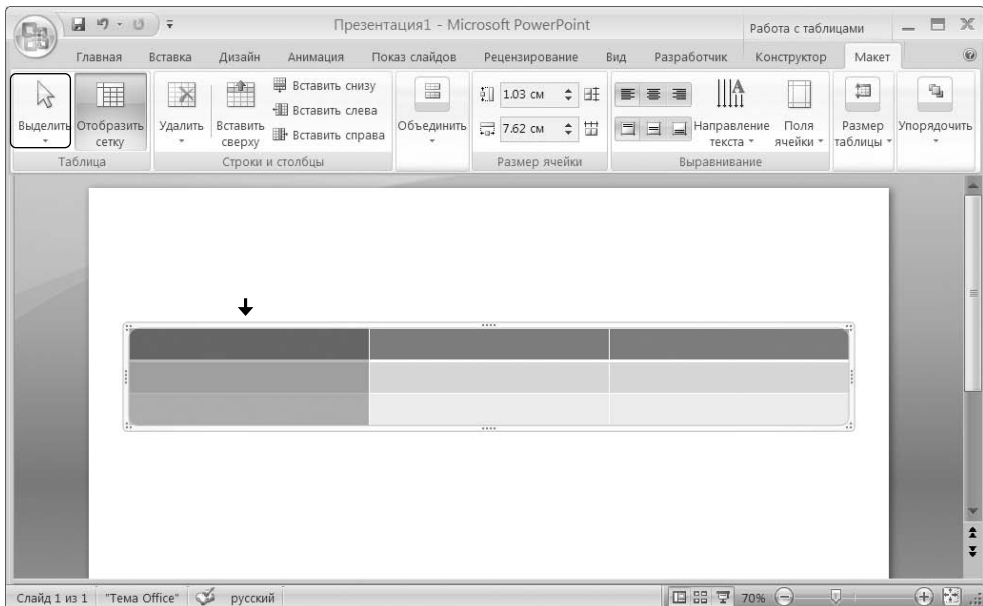 Презентация1 - Microsoft PowerPoint
Работа с таблицами
Главная Вставка Дизайн Анимация Показ слайдов Рецензирование Вид Разработчик Конструктор Макет
Выделить
Отобразить сетку
Удалить
Вставить сверху
Вставить снизу
Вставить слева
Вставить справа
Объединить
1.03 см
7.62 см
Направление текста
Поля ячейки
Размер таблицы
Упорядочить
Таблица Строки и столбцы Размер ячейки Выравнивание
Слайд 1 из 1 "Тема Office" русский 70%